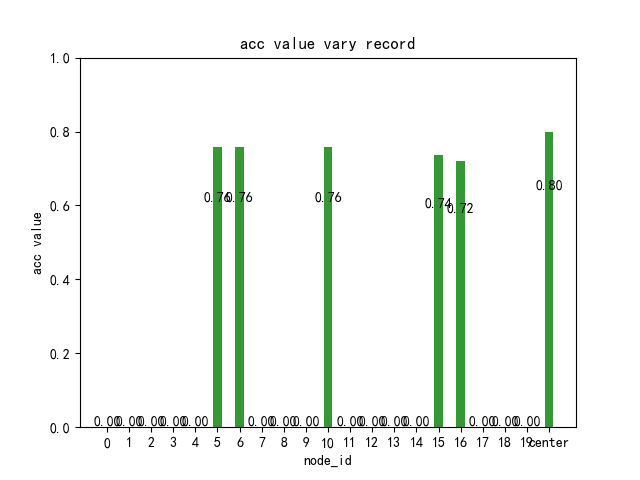 acc value vary record
1.0
0.8
0.6
0.4
0.2
0.0
acc value
0.00 0.00 0.00 0.00 0.00 0.76 0.76 0.00 0.00 0.00 0.76 0.00 0.00 0.00 0.00 0.74 0.72 0.00 0.00 0.00 0.80
0 1 2 3 4 5 6 7 8 9 10 11 12 13 14 15 16 17 18 19 center
node_id